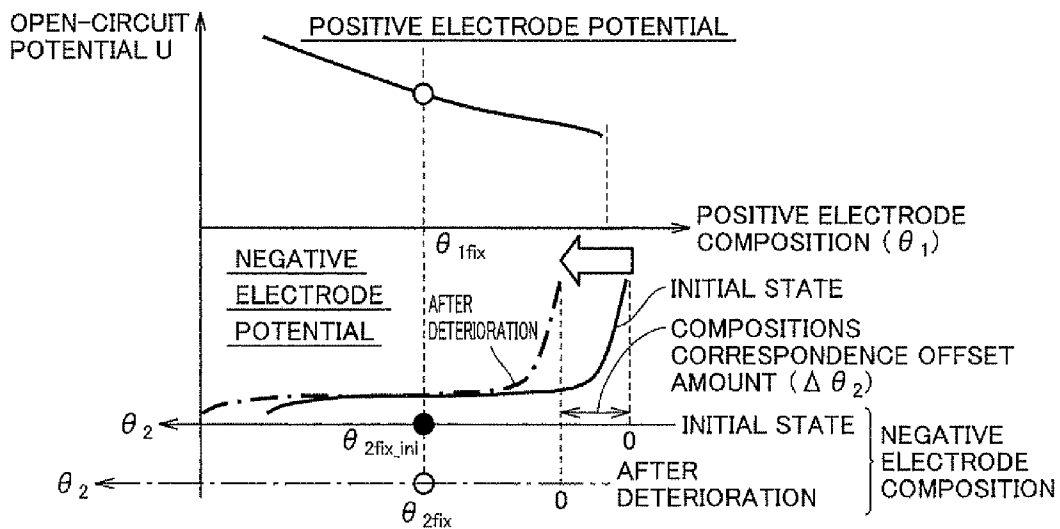 OPEN-CIRCUIT
POTENTIAL U
POSITIVE ELECTRODE POTENTIAL
POSITIVE ELECTRODE
COMPOSITION (θ1)
θ1fix
NEGATIVE
ELECTRODE
POTENTIAL
AFTER
DETERIORATION
INITIAL STATE
COMPOSITIONS
CORRESPONDENCE OFFSET
AMOUNT (Δθ2)
θ2
θ2fix_ini
0
INITIAL STATE
θ2
θ2fix
0
AFTER
DETERIORATION
NEGATIVE
ELECTRODE
COMPOSITION